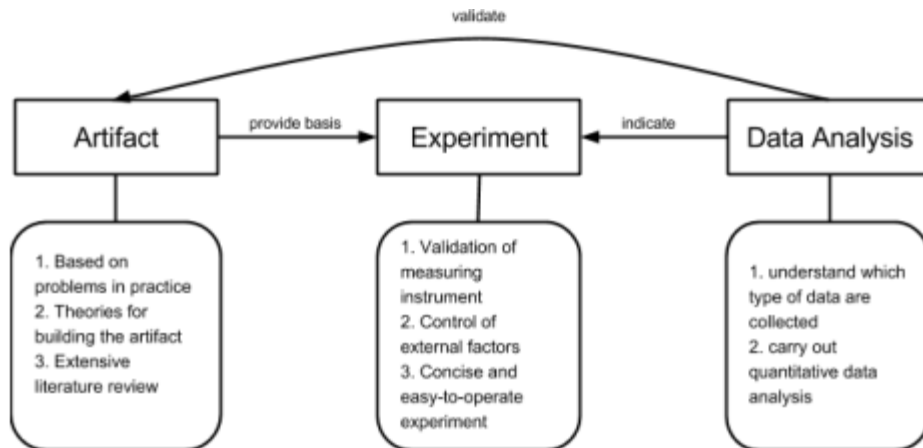 validate
Artifact
provide basis
Experiment
indicate
Data Analysis
1. Based on
problems in practice
2. Theories for
building the artifact
3. Extensive
literature review
1. Validation of
measuring
instrument
2. Control of
external factors
3. Concise and
easy-to-operate
experiment
1. understand which
type of data are
collected
2. carry out
quantitative data
analysis